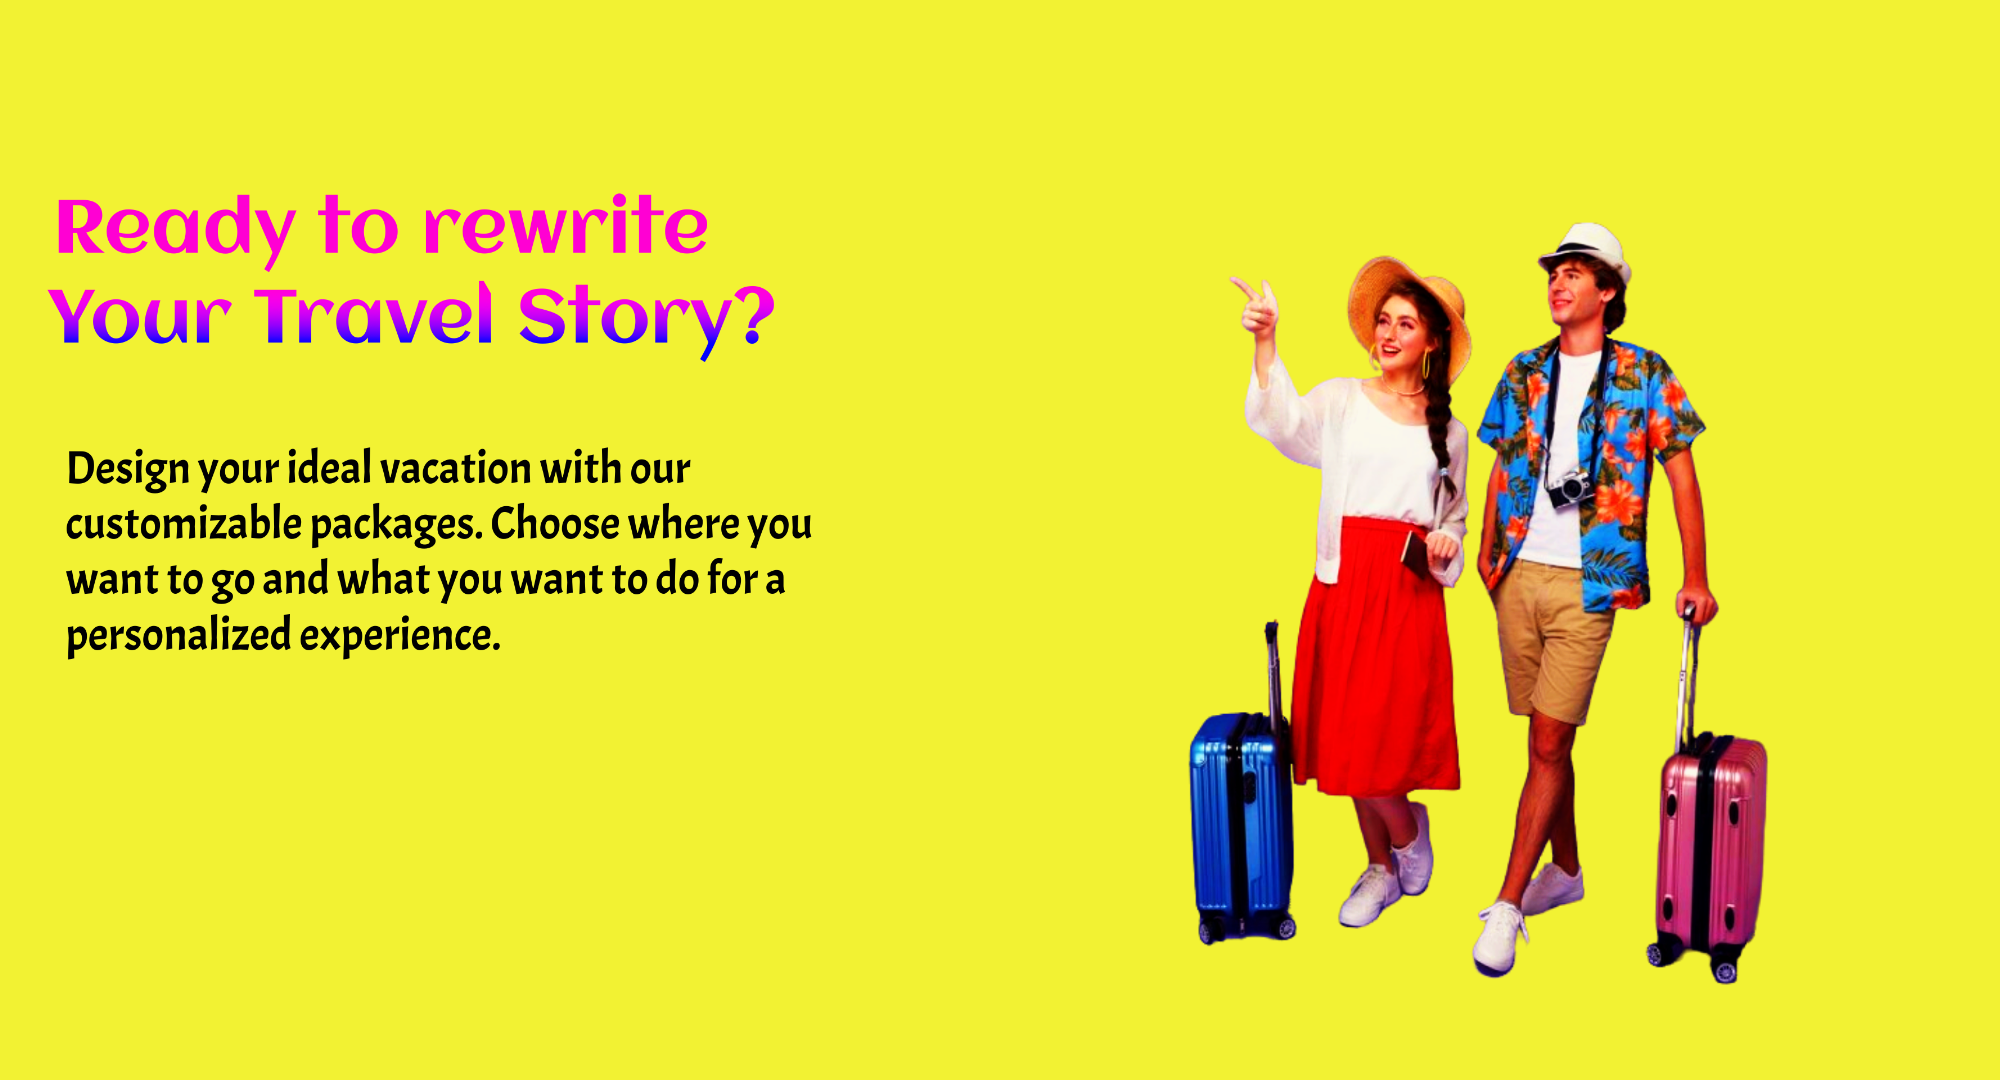 Ready to rewrite
Your Travel Story?
Design your ideal vacation with our
customizable packages. Choose where you
want to go and what you want to do for a
personalized experience.